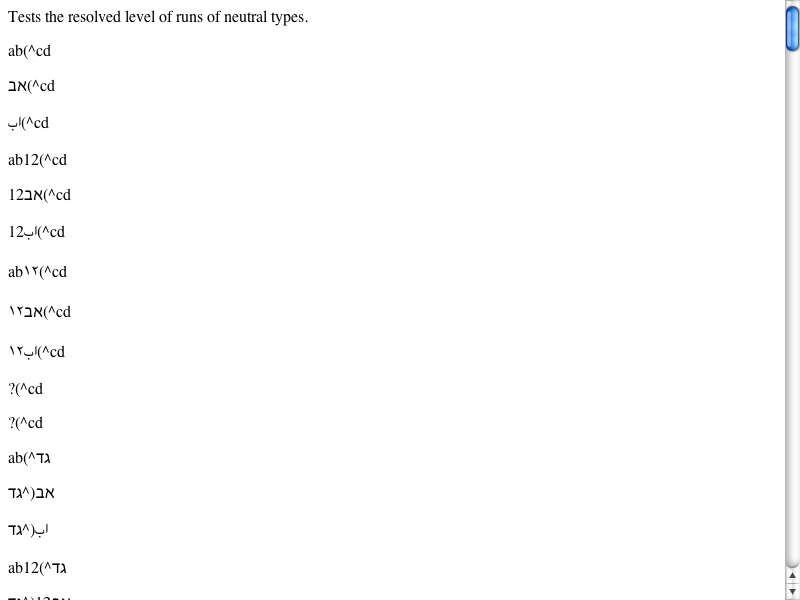 Tests the resolved level of runs of neutral types.
ab(^cd
אב(^cd
اب(^cd
ab12(^cd
אב12(^cd
اب12(^cd
ab١٢(^cd
אב١٢(^cd
اب١٢(^cd
?(^cd
?(^cd
ab(^גד
אב(^גד
اب(^גד
ab12(^גד